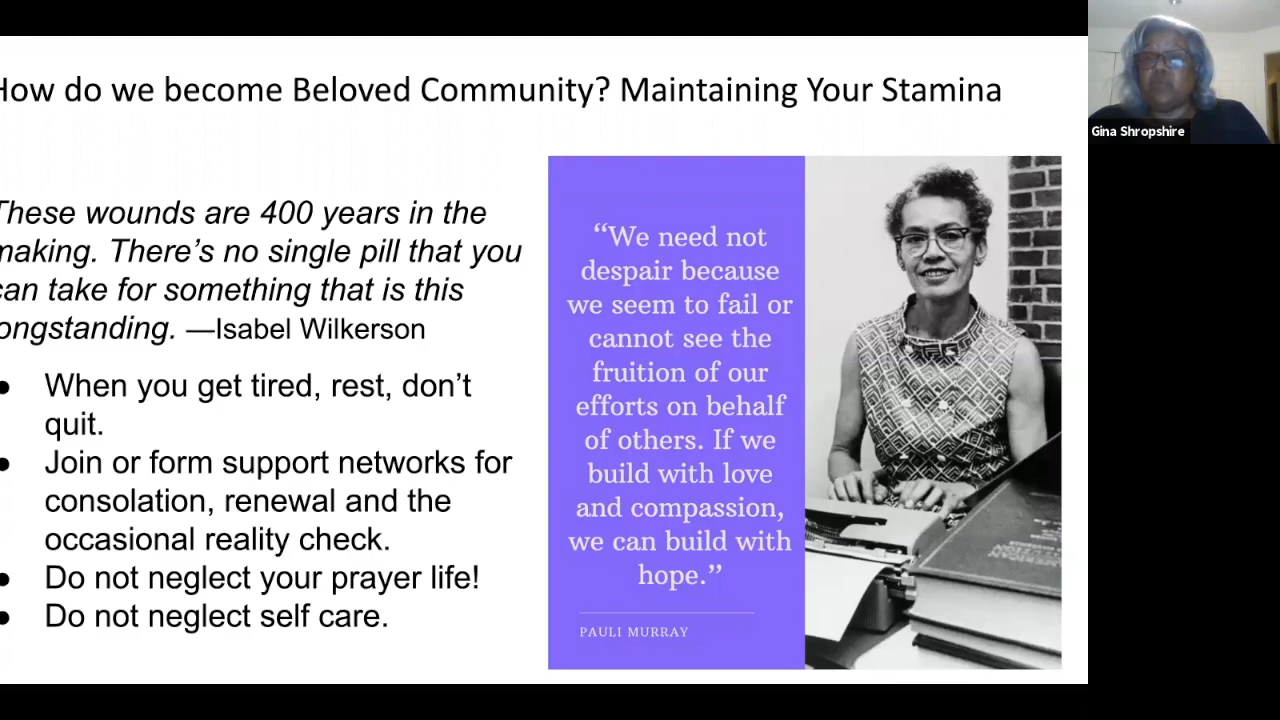 How do we become Beloved Community? Maintaining Your Stamina
These wounds are 400 years in the
making. There's no single pill that you
can take for something that is this
longstanding. —Isabel Wilkerson
● When you get tired, rest, don't
quit.
● Join or form support networks for
consolation, renewal and the
occasional reality check.
● Do not neglect your prayer life!
● Do not neglect self care.
“We need not
despair because
we seem to fail or
cannot see the
fruition of our
efforts on behalf
of others. If we
build with love
and compassion,
we can build with
hope.”
PAULI MURRAY
Gina Shropshire